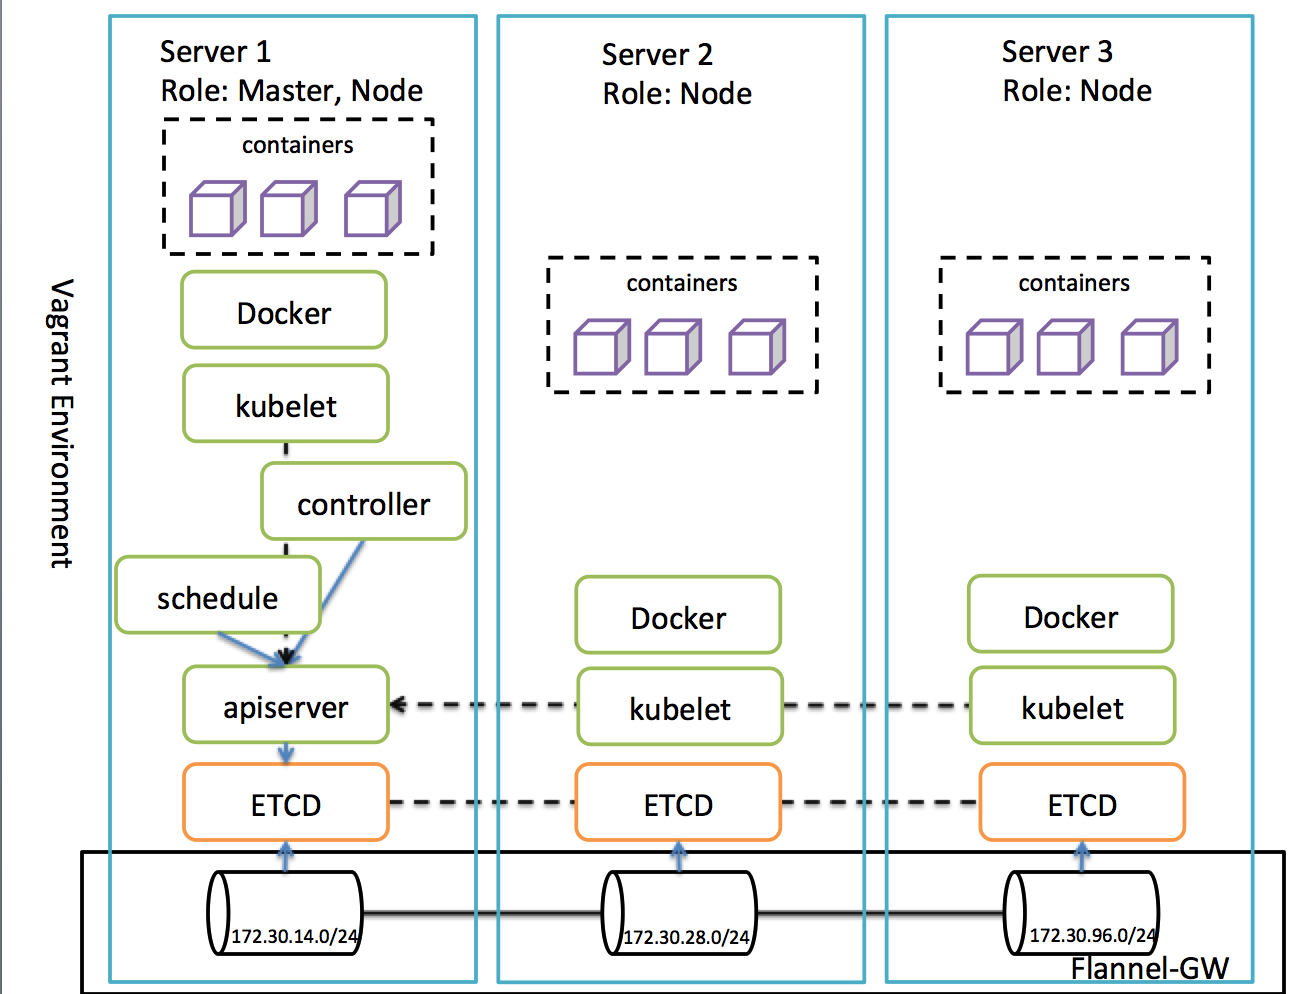 Server 1
Role: Master, Node
containers
Docker
kubelet
controller
schedule
apiserver
ETCD
172.30.14.0/24
Server 2
Role: Node
containers
Docker
kubelet
ETCD
172.30.28.0/24
Server 3
Role: Node
containers
Docker
kubelet
ETCD
172.30.96.0/24
Flannel-GW
Vagrant Environment